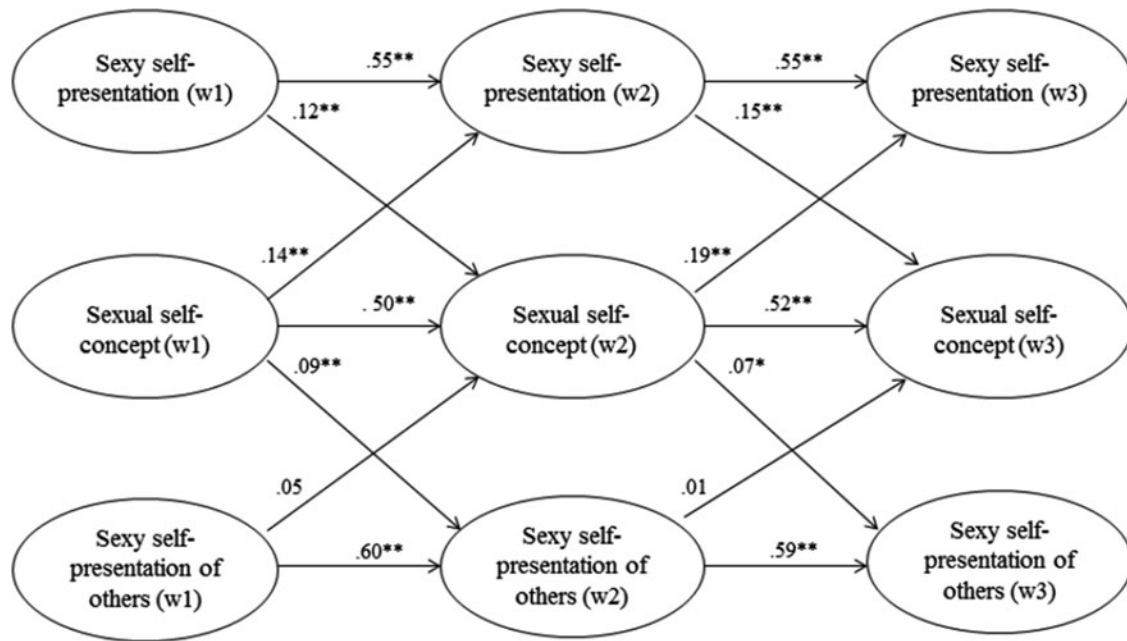 Sexy self-
presentation (w1)
.55**
Sexy self-
presentation (w2)
.55**
Sexy self-
presentation (w3)
.12**
.15**
.14**
.19**
Sexual self-
concept (w1)
. 50**
Sexual self-
concept (w2)
.52**
Sexual self-
concept (w3)
.09**
.07*
.05
.01
Sexy self-
presentation of
others (w1)
.60**
Sexy self-
presentation of
others (w2)
.59**
Sexy self-
presentation of
others (w3)